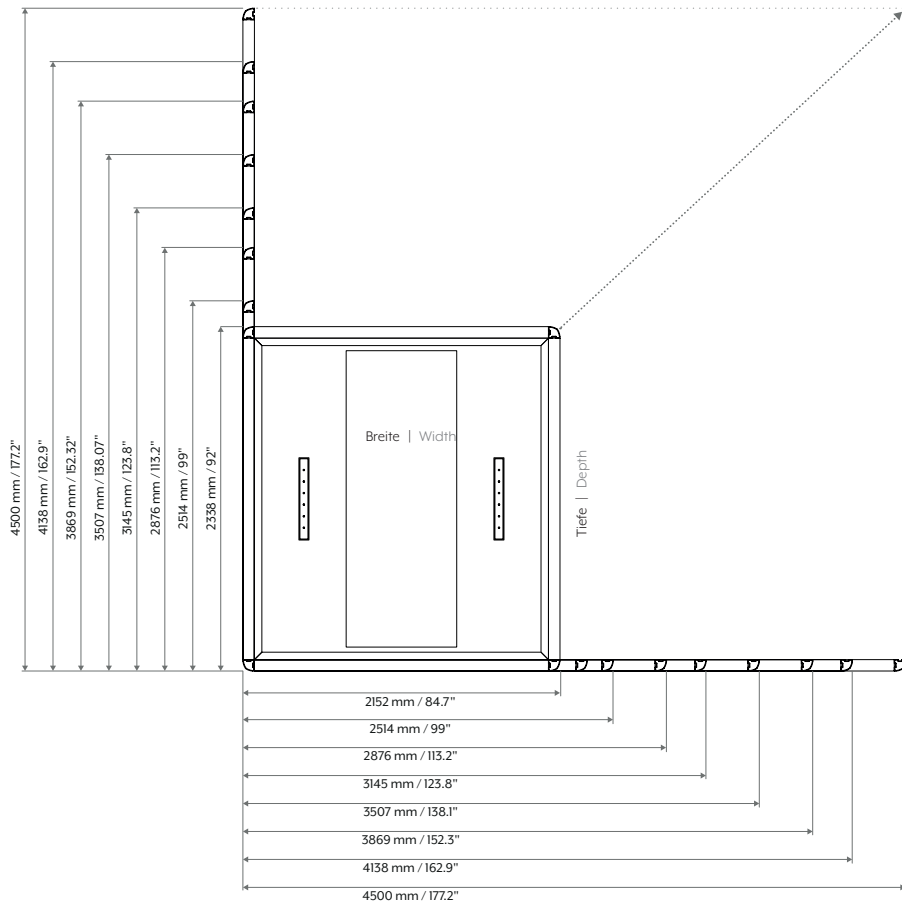 4500 mm / 177.2"
4138 mm / 162.9"
3869 mm / 152.32"
3507 mm / 138.07"
3145 mm / 123.8"
2876 mm / 113.2"
2514 mm / 99"
2338 mm / 92"
Breite | Width
Tiefe | Depth
2152 mm / 84.7"
2514 mm / 99"
2876 mm / 113.2"
3145 mm / 123.8"
3507 mm / 138.1"
3869 mm / 152.3"
4138 mm / 162.9"
4500 mm / 177.2"